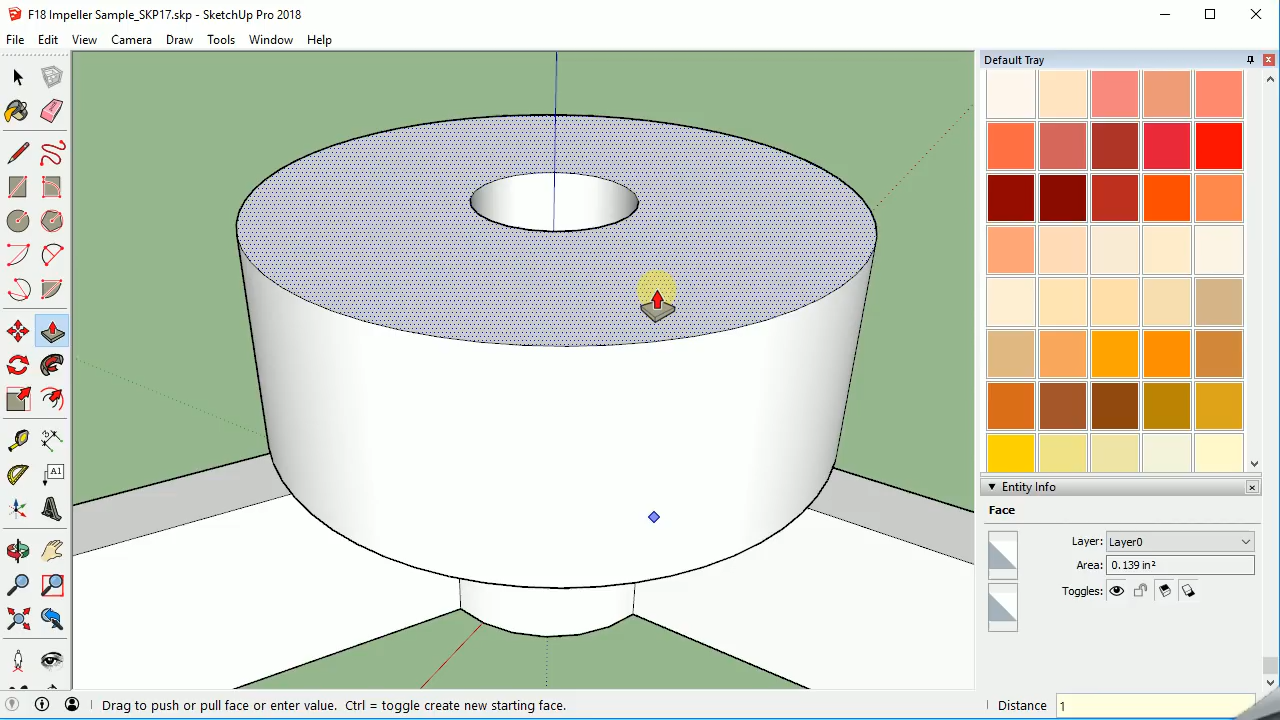 F18 Impeller Sample_SKP17.skp - SketchUp Pro 2018
File Edit View Camera Draw Tools Window Help
Default Tray
A1
Entity Info
Face
Layer: Layer0
Area: 0.139 in²
Toggles:
Drag to push or pull face or enter value. Ctrl = toggle create new starting face.
Distance 1